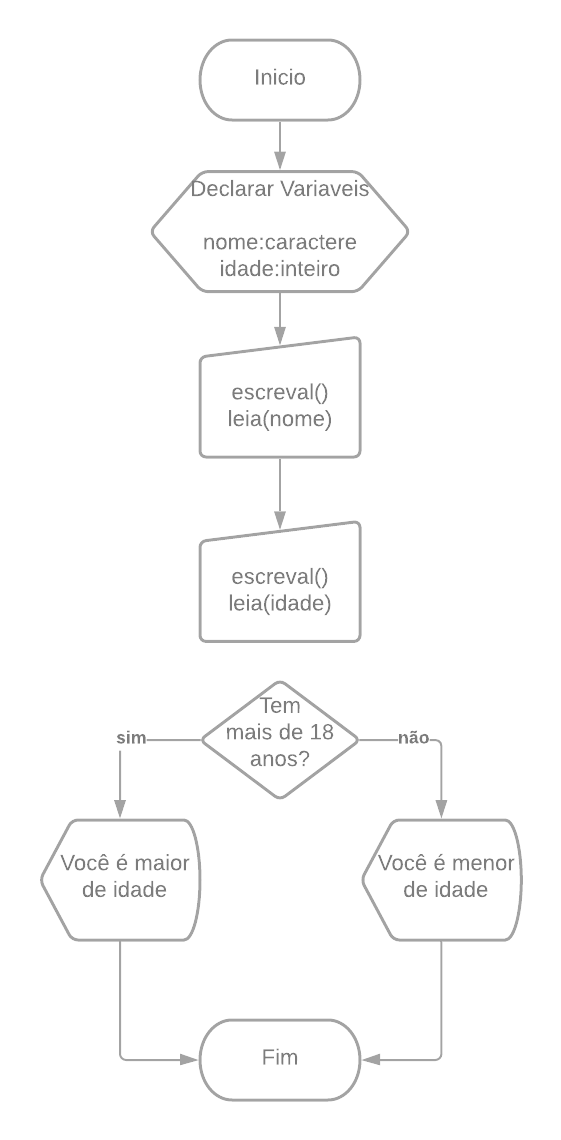 Inicio
Declarar Variaveis
nome:caractere
idade:inteiro
escreval()
leia(nome)
escreval()
leia(idade)
Tem
mais de 18
anos?
sim
não
Você é maior
de idade
Você é menor
de idade
Fim